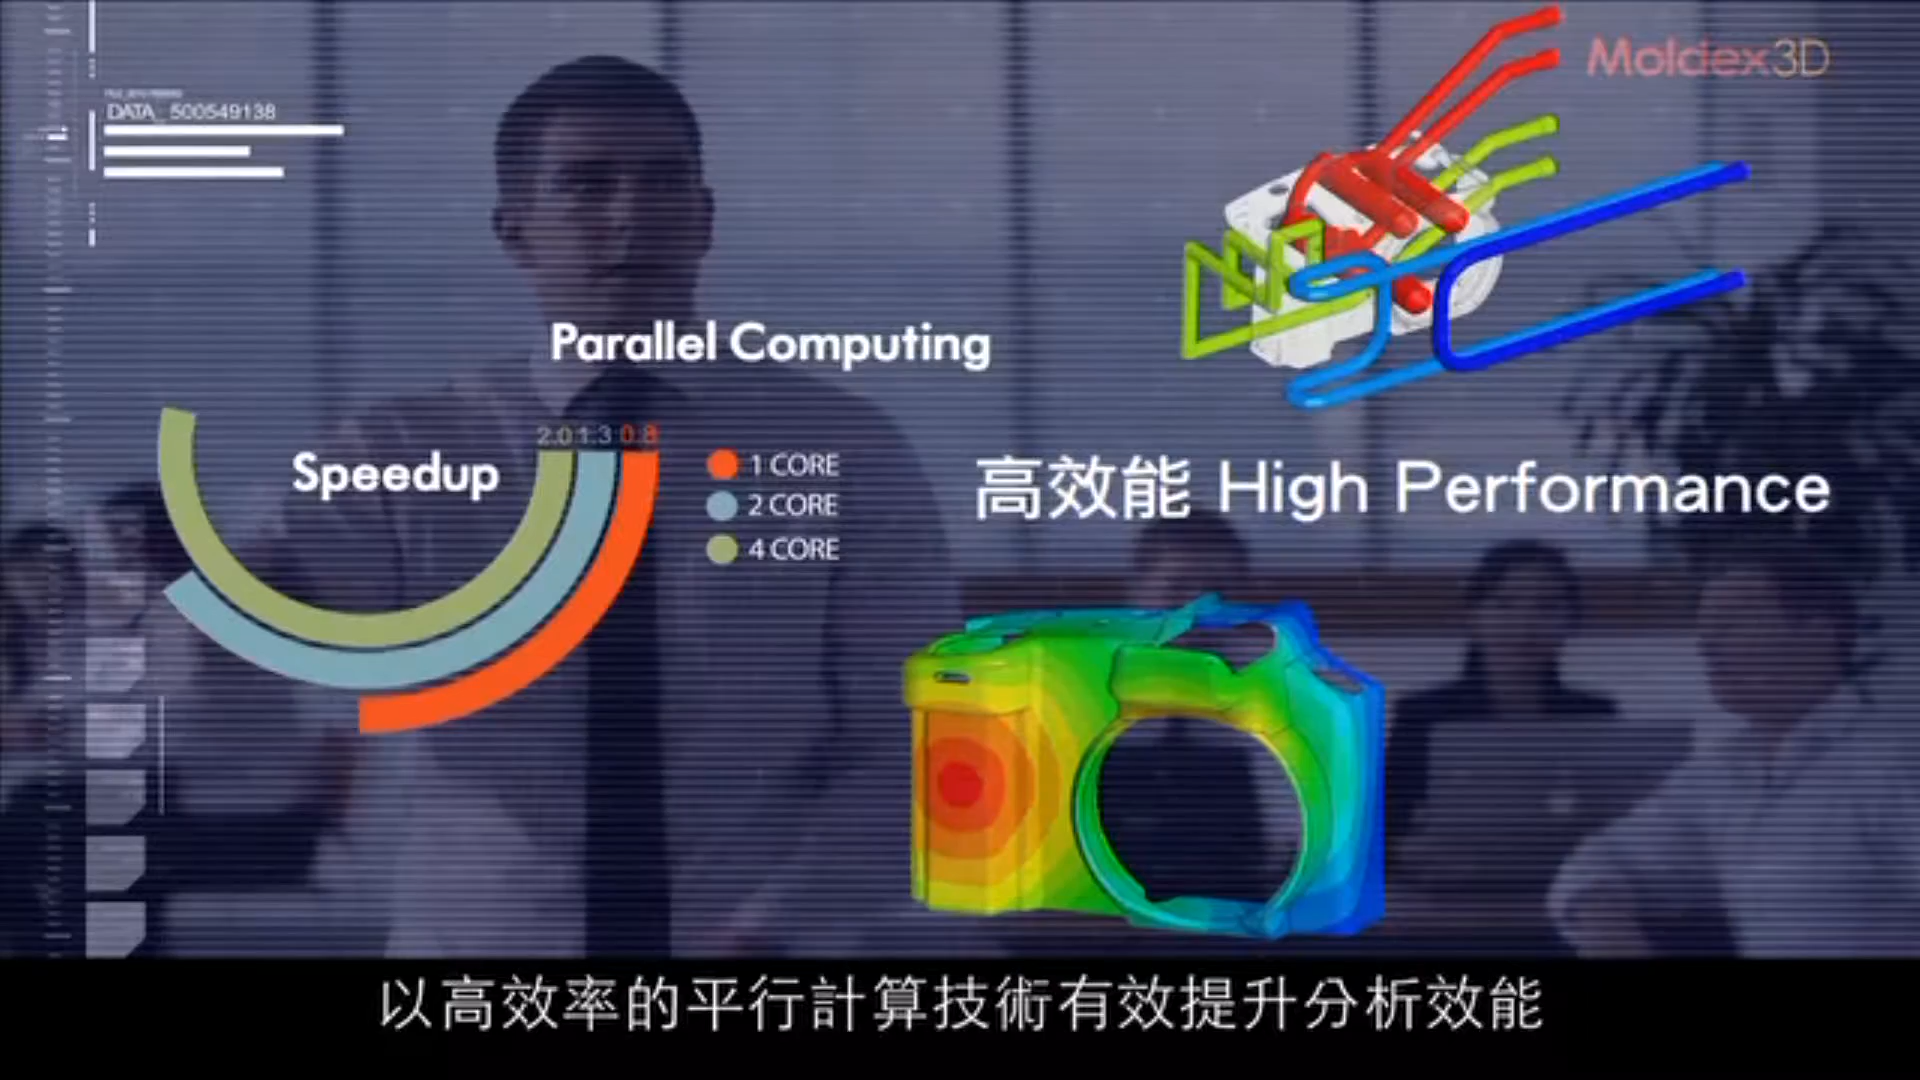 Moldex3D
DATA_ 500549138
Parallel Computing
2.0 1.3 0.8
Speedup
1 CORE
2 CORE
4 CORE
高效能 High Performance
以高效率的平行計算技術有效提升分析效能